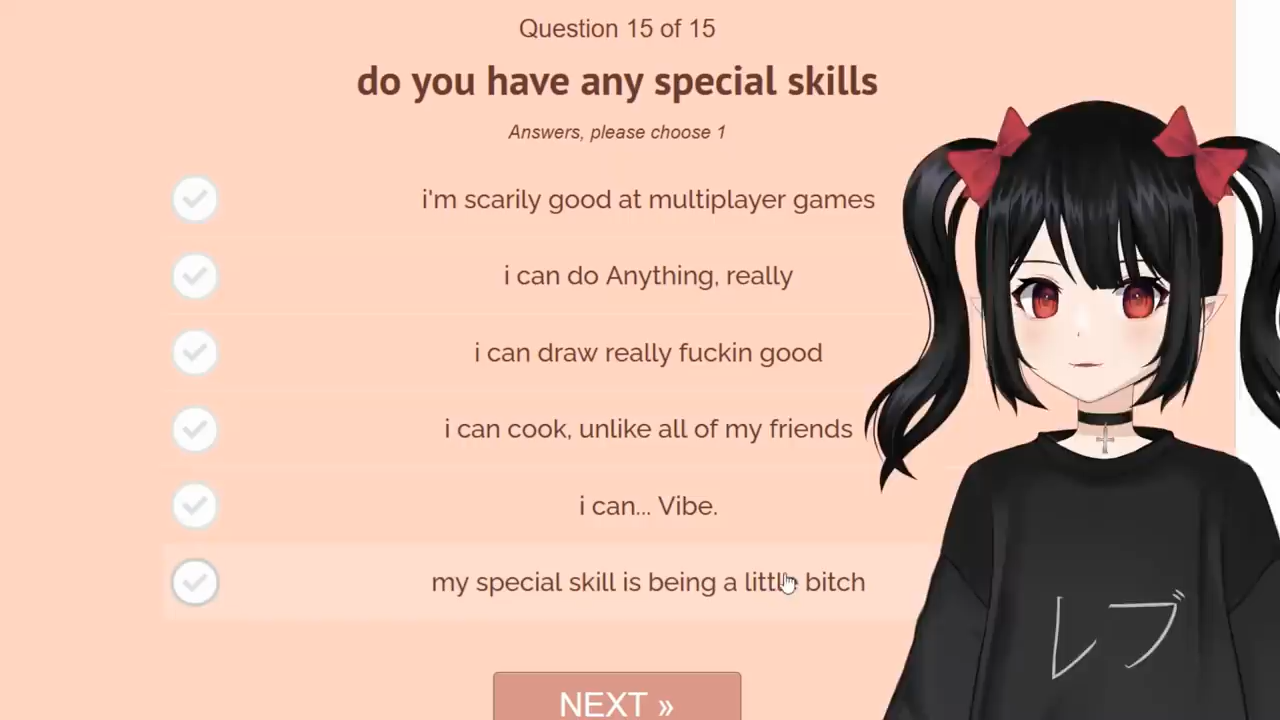 Question 15 of 15
do you have any special skills
Answers, please choose 1
i'm scarily good at multiplayer games
i can do Anything, really
i can draw really fuckin good
i can cook, unlike all of my friends
i can... Vibe.
my special skill is being a little bitch
レブ
NEXT »